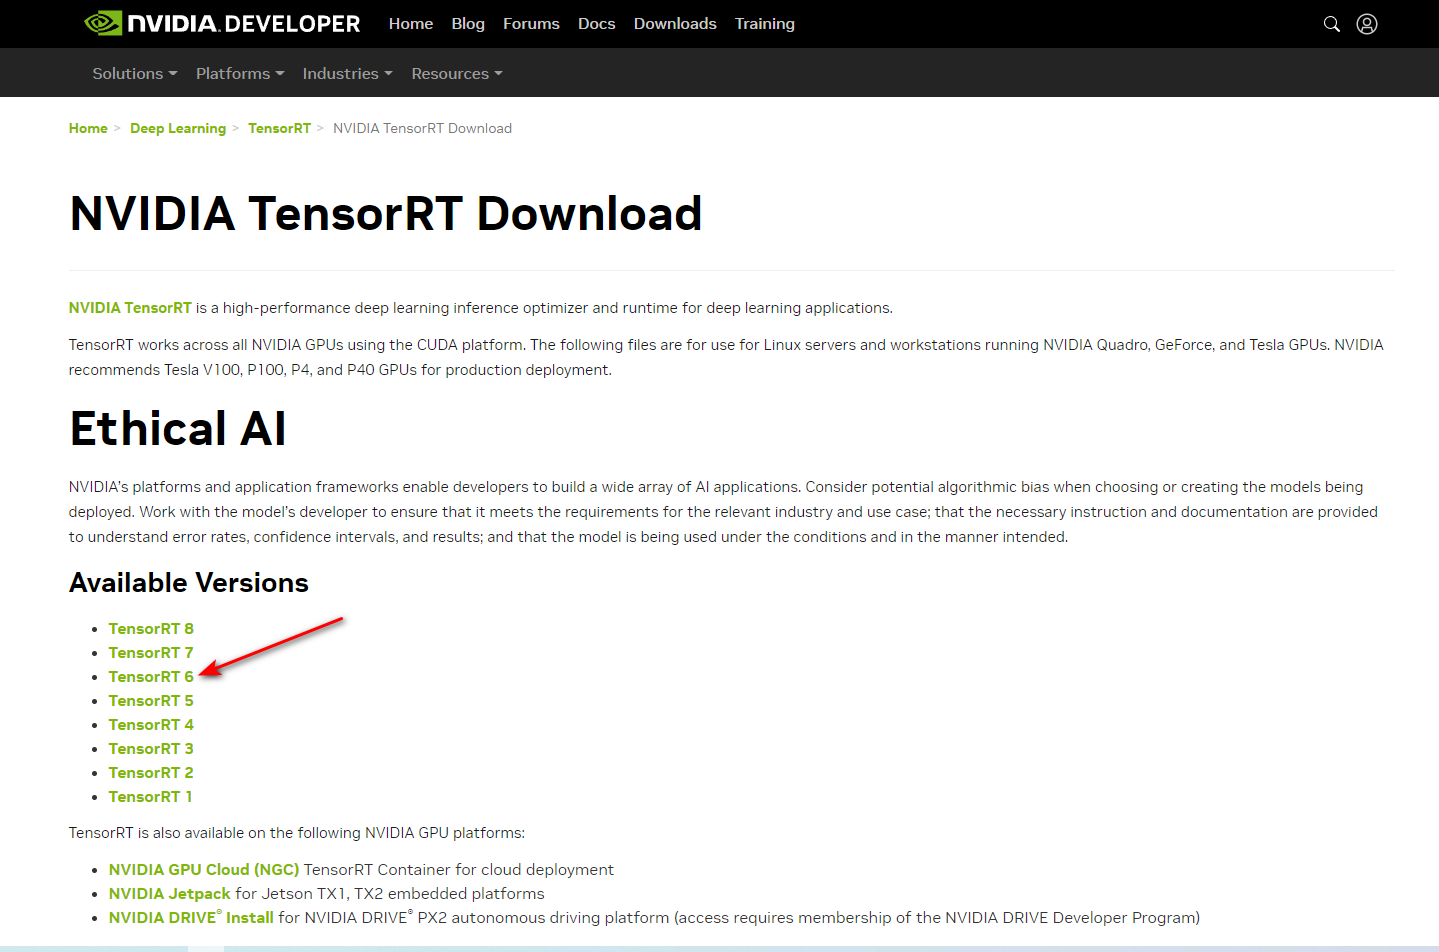 NVIDIA. DEVELOPER Home Blog Forums Docs Downloads Training
Solutions Platforms Industries Resources
Home > Deep Learning > TensorRT > NVIDIA TensorRT Download
NVIDIA TensorRT Download
NVIDIA TensorRT is a high-performance deep learning inference optimizer and runtime for deep learning applications.
TensorRT works across all NVIDIA GPUs using the CUDA platform. The following files are for use for Linux servers and workstations running NVIDIA Quadro, GeForce, and Tesla GPUs. NVIDIA
recommends Tesla V100, P100, P4, and P40 GPUs for production deployment.
Ethical AI
NVIDIA’s platforms and application frameworks enable developers to build a wide array of AI applications. Consider potential algorithmic bias when choosing or creating the models being
deployed. Work with the model’s developer to ensure that it meets the requirements for the relevant industry and use case; that the necessary instruction and documentation are provided
to understand error rates, confidence intervals, and results; and that the model is being used under the conditions and in the manner intended.
Available Versions
• TensorRT 8
• TensorRT 7
• TensorRT 6
• TensorRT 5
• TensorRT 4
• TensorRT 3
• TensorRT 2
• TensorRT 1
TensorRT is also available on the following NVIDIA GPU platforms:
• NVIDIA GPU Cloud (NGC) TensorRT Container for cloud deployment
• NVIDIA Jetpack for Jetson TX1, TX2 embedded platforms
• NVIDIA DRIVE® Install for NVIDIA DRIVE® PX2 autonomous driving platform (access requires membership of the NVIDIA DRIVE Developer Program)